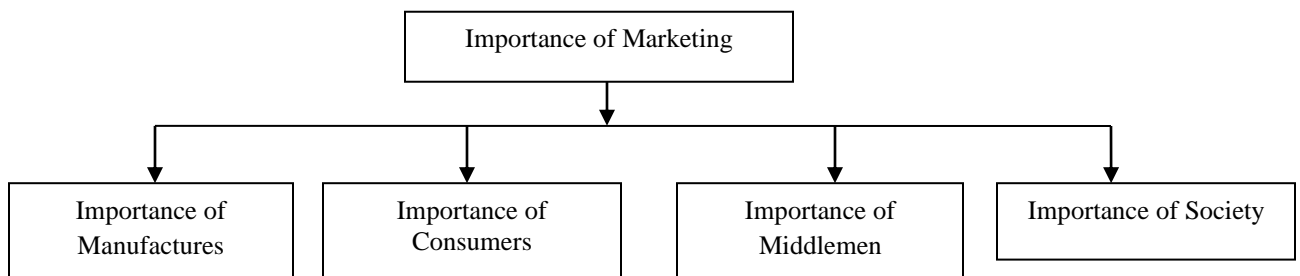 Importance of Marketing
Importance of
Manufactures
Importance of
Consumers
Importance of
Middlemen
Importance of Society